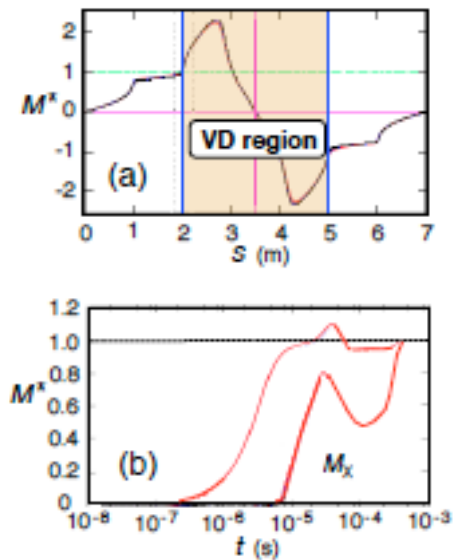 2
1
M*
0
VD region
-1
(a)
-2
0 1 2 3 4 5 6 7
S (m)
1.2
1.0
0.8
M*
0.6
0.4
(b)
Mₓ
0.2
0
10⁻⁸ 10⁻⁷ 10⁻⁶ 10⁻⁵ 10⁻⁴ 10⁻³
t (s)